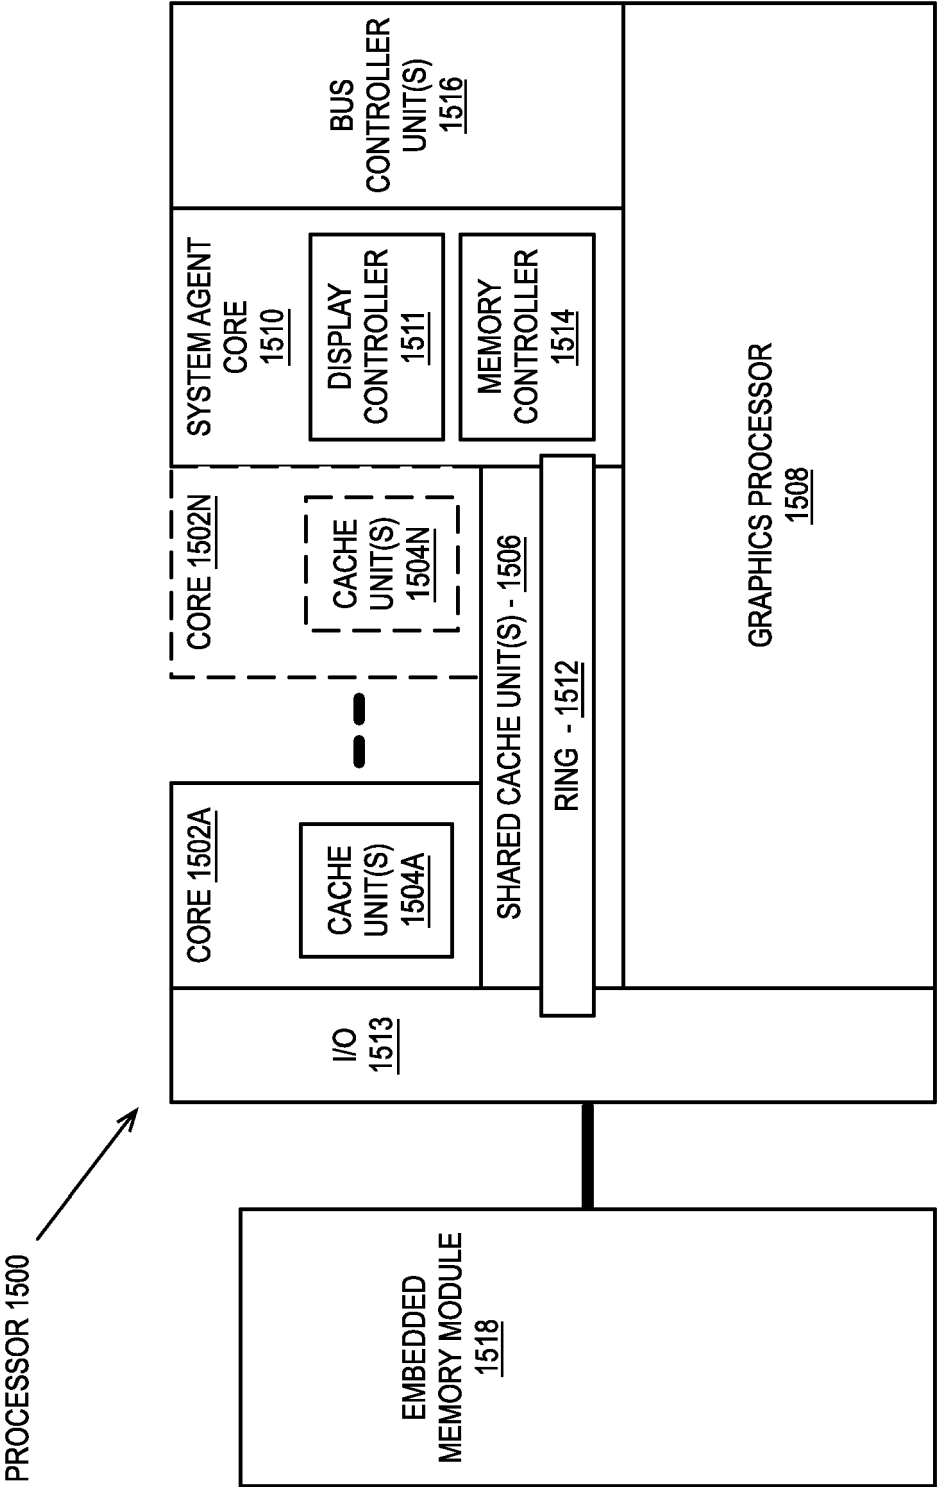 PROCESSOR 1500
CORE 1502A
CACHE
UNIT(S)
1504A
CORE 1502N
CACHE
UNIT(S)
1504N
SYSTEM AGENT
CORE
1510
DISPLAY
CONTROLLER
1511
MEMORY
CONTROLLER
1514
BUS
CONTROLLER
UNIT(S)
1516
I/O
1513
SHARED CACHE UNIT(S) - 1506
RING - 1512
EMBEDDED
MEMORY MODULE
1518
GRAPHICS PROCESSOR
1508